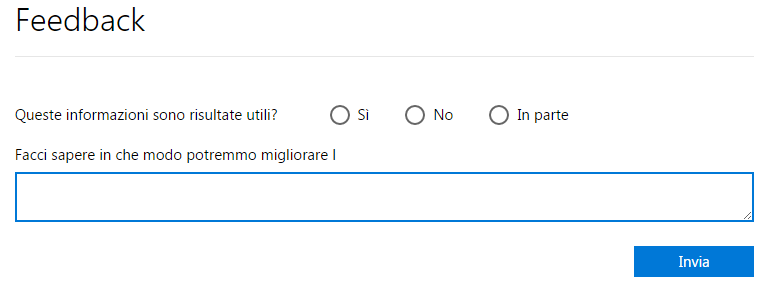 Feedback
Queste informazioni sono risultate utili? Sì No In parte
Facci sapere in che modo potremmo migliorare l
Invia